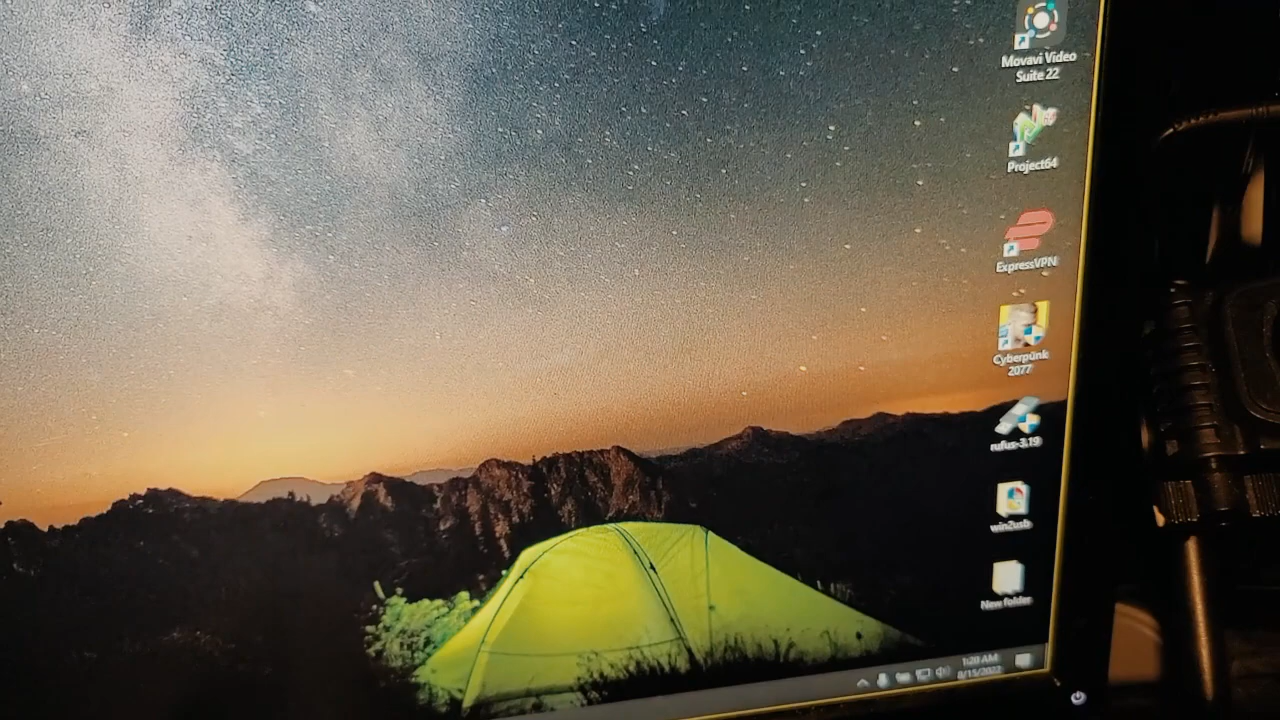 Movavi Video
Suite 22
Project64
ExpressVPN
Cyberpunk
2077
rufus-3.19
win2usb
New folder
1:20 AM
8/15/2022